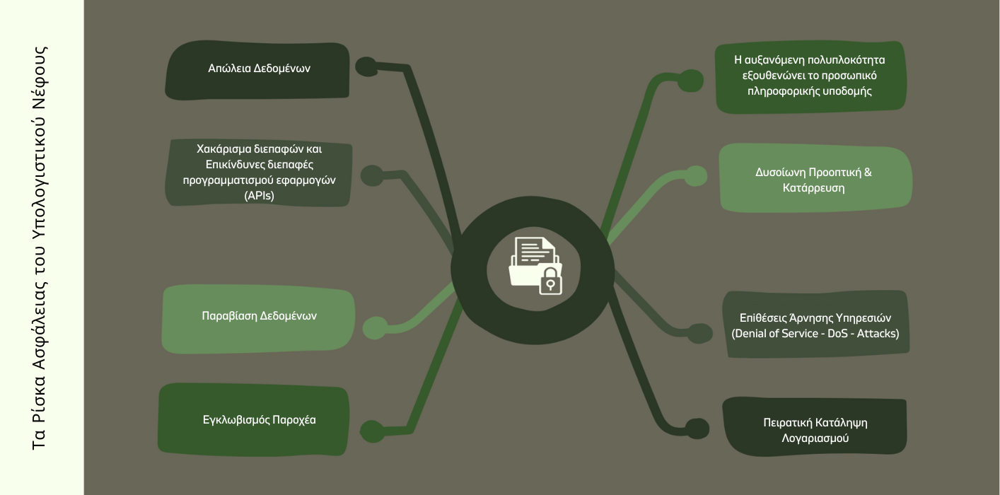 Τα Ρίσκα Ασφάλειας του Υπολογιστικού Νέφους
Απώλεια Δεδομένων
Χακάρισμα διεπαφών και
Επικίνδυνες διεπαφές
προγραμματισμού εφαρμογών
(APIs)
Παραβίαση Δεδομένων
Εγκλωβισμός Παροχέα
Η αυξανόμενη πολυπλοκότητα
εξουθενώνει το προσωπικό
πληροφορικής υποδομής
Δυσοίωνη Προοπτική &
Κατάρρευση
Επίθέσεις Άρνησης Υπηρεσιών
(Denial of Service - DoS - Attacks)
Πειρατική Κατάληψη
Λογαριασμού